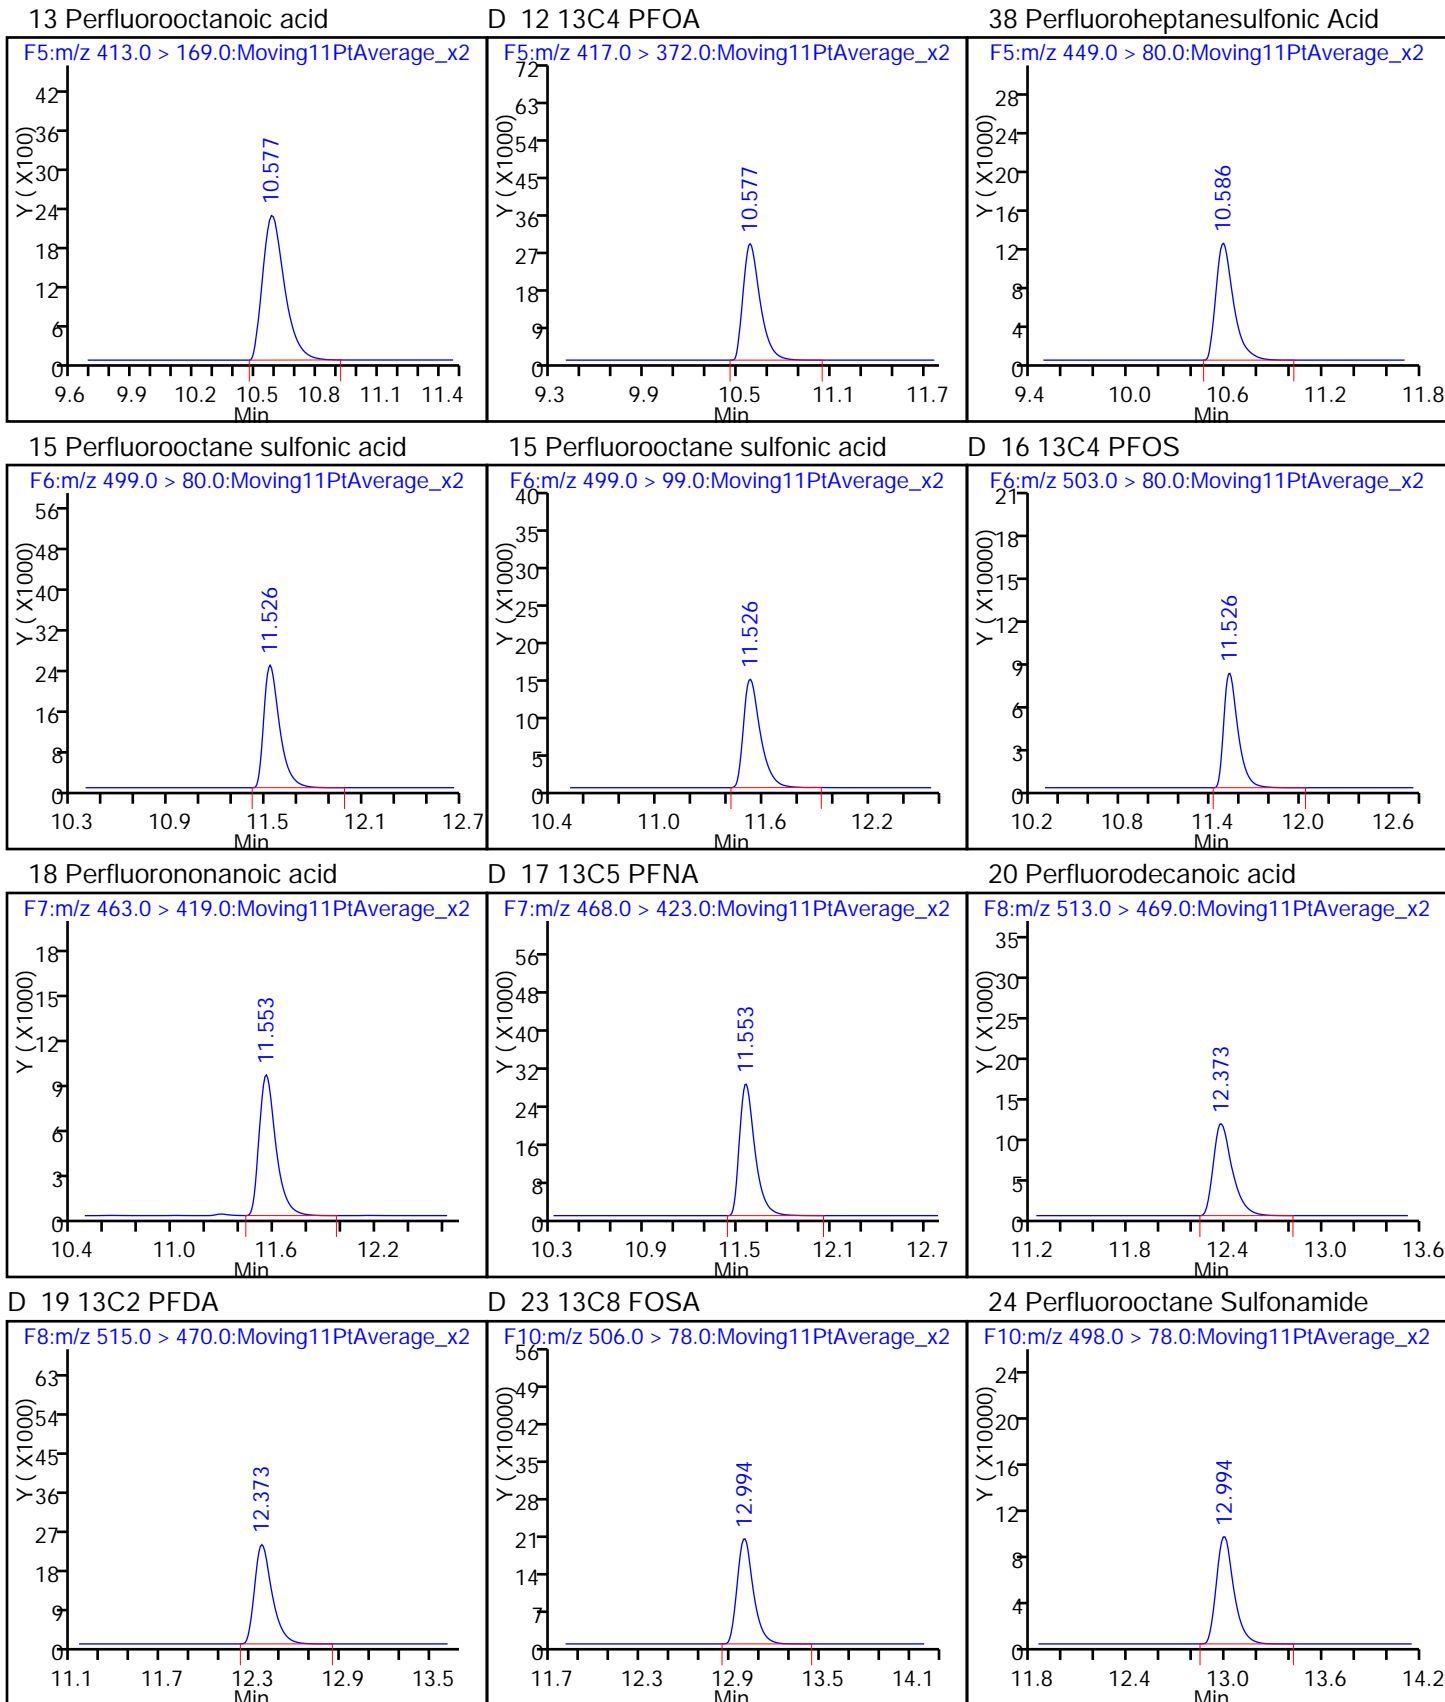 13 Perfluorooctanoic acid
F5:m/z 413.0 > 169.0:Moving11PtAverage_x2
Y ( X100)
42
36
30
24
18
12
6
0
10.577
9.6 9.9 10.2 10.5 10.8 11.1 11.4
Min
D 12 13C4 PFOA
F5:m/z 417.0 > 372.0:Moving11PtAverage_x2
Y ( X1000)
72
63
54
45
36
27
18
9
0
10.577
9.3 9.9 10.5 11.1 11.7
Min
38 Perfluoroheptanesulfonic Acid
F5:m/z 449.0 > 80.0:Moving11PtAverage_x2
Y ( X1000)
28
24
20
16
12
8
4
0
10.586
9.4 10.0 10.6 11.2 11.8
Min
15 Perfluorooctane sulfonic acid
F6:m/z 499.0 > 80.0:Moving11PtAverage_x2
Y ( X1000)
56
48
40
32
24
16
8
0
11.526
10.3 10.9 11.5 12.1 12.7
Min
15 Perfluorooctane sulfonic acid
F6:m/z 499.0 > 99.0:Moving11PtAverage_x2
Y ( X1000)
40
35
30
25
20
15
10
5
0
11.526
10.4 11.0 11.6 12.2
Min
D 16 13C4 PFOS
F6:m/z 503.0 > 80.0:Moving11PtAverage_x2
Y ( X10000)
21
18
15
12
9
6
3
0
11.526
10.2 10.8 11.4 12.0 12.6
Min
18 Perfluorononanoic acid
F7:m/z 463.0 > 419.0:Moving11PtAverage_x2
Y ( X1000)
18
15
12
9
6
3
0
11.553
10.4 11.0 11.6 12.2
Min
D 17 13C5 PFNA
F7:m/z 468.0 > 423.0:Moving11PtAverage_x2
Y ( X1000)
56
48
40
32
24
16
8
0
11.553
10.3 10.9 11.5 12.1 12.7
Min
20 Perfluorodecanoic acid
F8:m/z 513.0 > 469.0:Moving11PtAverage_x2
Y ( X1000)
35
30
25
20
15
10
5
0
12.373
11.2 11.8 12.4 13.0 13.6
Min
D 19 13C2 PFDA
F8:m/z 515.0 > 470.0:Moving11PtAverage_x2
Y ( X1000)
63
54
45
36
27
18
9
0
12.373
11.1 11.7 12.3 12.9 13.5
Min
D 23 13C8 FOSA
F10:m/z 506.0 > 78.0:Moving11PtAverage_x2
Y ( X10000)
56
49
42
35
28
21
14
7
0
12.994
11.7 12.3 12.9 13.5 14.1
Min
24 Perfluorooctane Sulfonamide
F10:m/z 498.0 > 78.0:Moving11PtAverage_x2
Y ( X10000)
24
20
16
12
8
4
0
12.994
11.8 12.4 13.0 13.6 14.2
Min